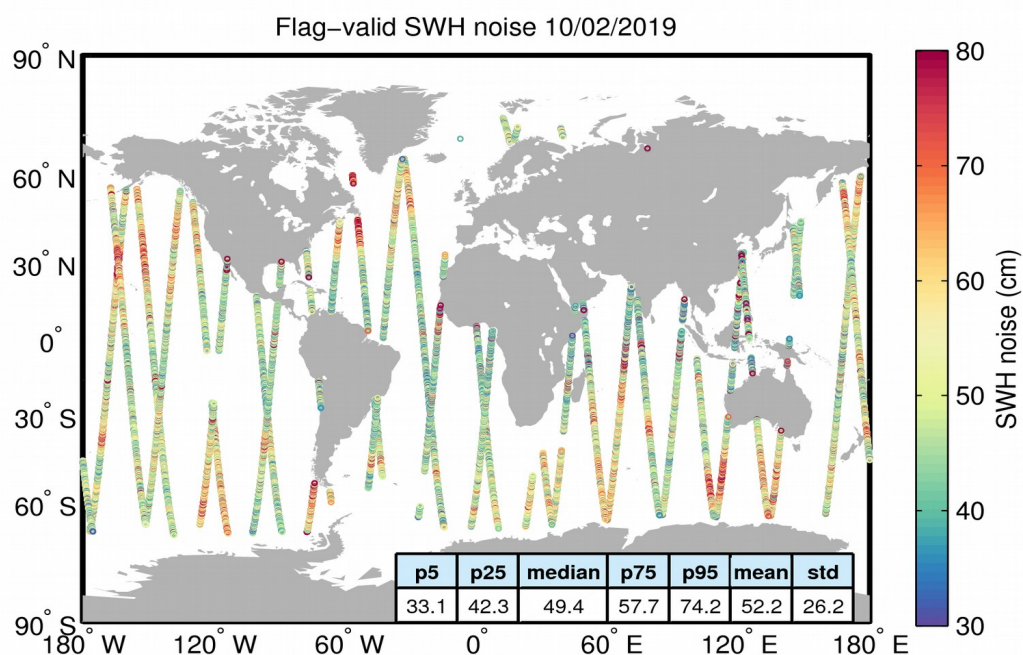 Flag−valid SWH noise 10/02/2019
90° N
60° N
30° N
0°
30° S
60° S
90° S
180° W
120° W
60° W
0°
60° E
120° E
180° E
80
70
60
50
40
30
SWH noise (cm)
p5 p25 median p75 p95 mean std
33.1 42.3 49.4 57.7 74.2 52.2 26.2